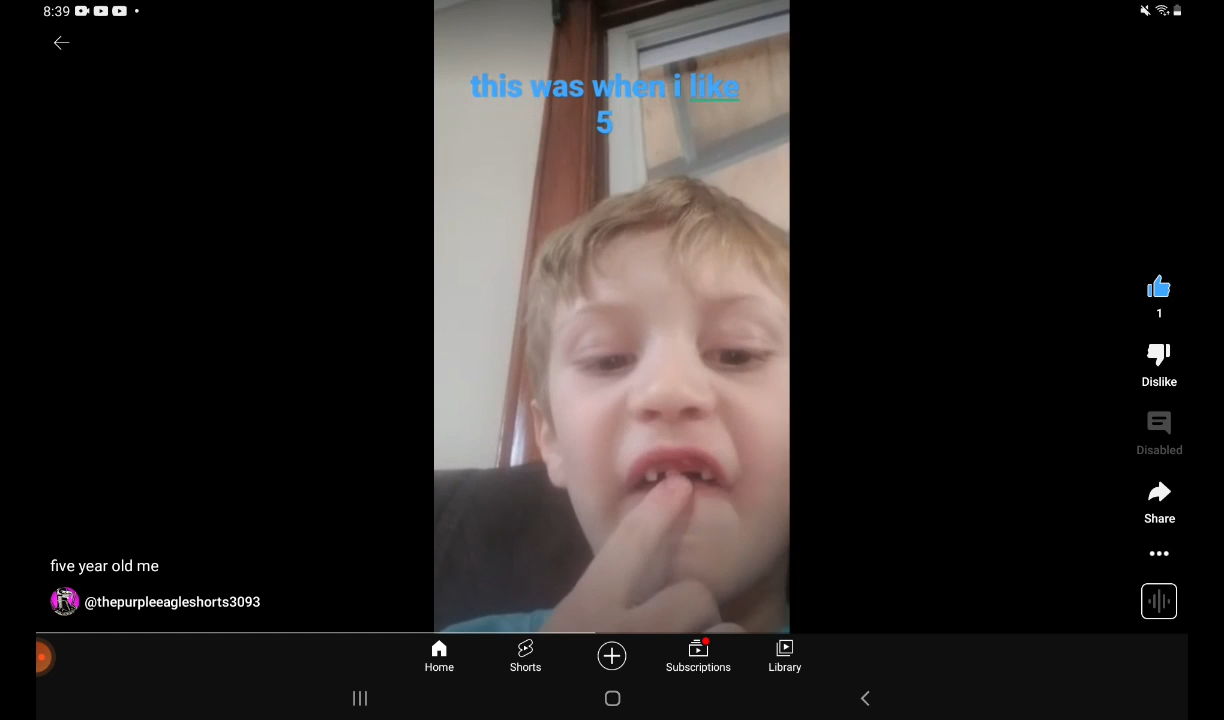 8:39
this was when i like
5
1
Dislike
Disabled
Share
five year old me
@thepurpleeagleshorts3093
Home
Shorts
Subscriptions
Library